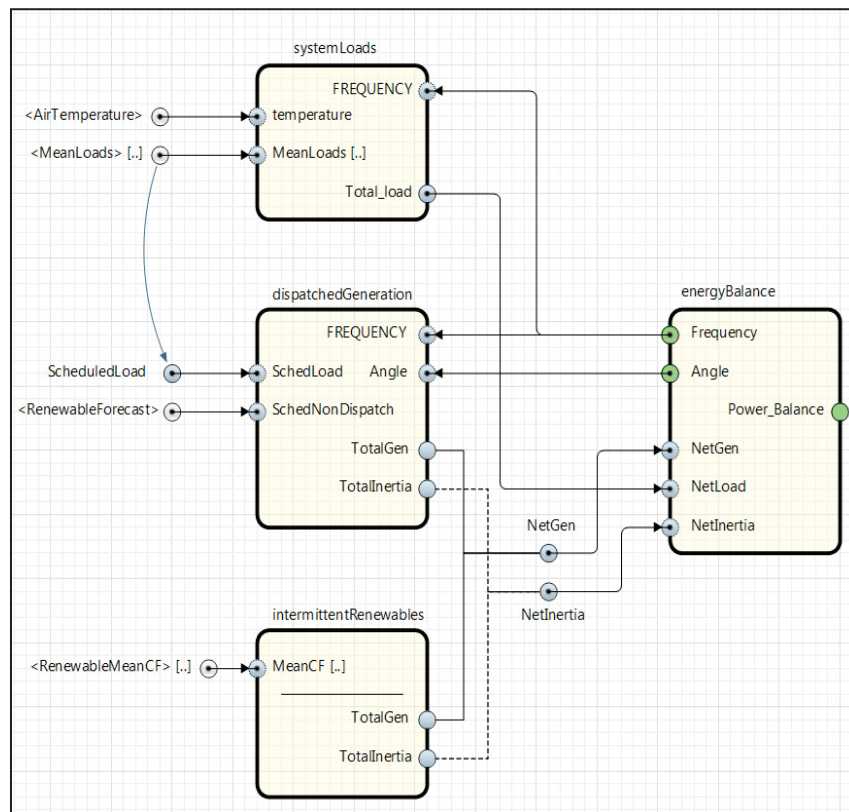 systemLoads
FREQUENCY
<AirTemperature>
temperature
<MeanLoads> [..]
MeanLoads [..]
Total_load
dispatchedGeneration
energyBalance
FREQUENCY
Frequency
ScheduledLoad
SchedLoad
Angle
Angle
<RenewableForecast>
SchedNonDispatch
Power_Balance
TotalGen
NetGen
TotalInertia
NetLoad
NetGen
NetInertia
NetInertia
intermittentRenewables
<RenewableMeanCF> [..]
MeanCF [..]
TotalGen
TotalInertia